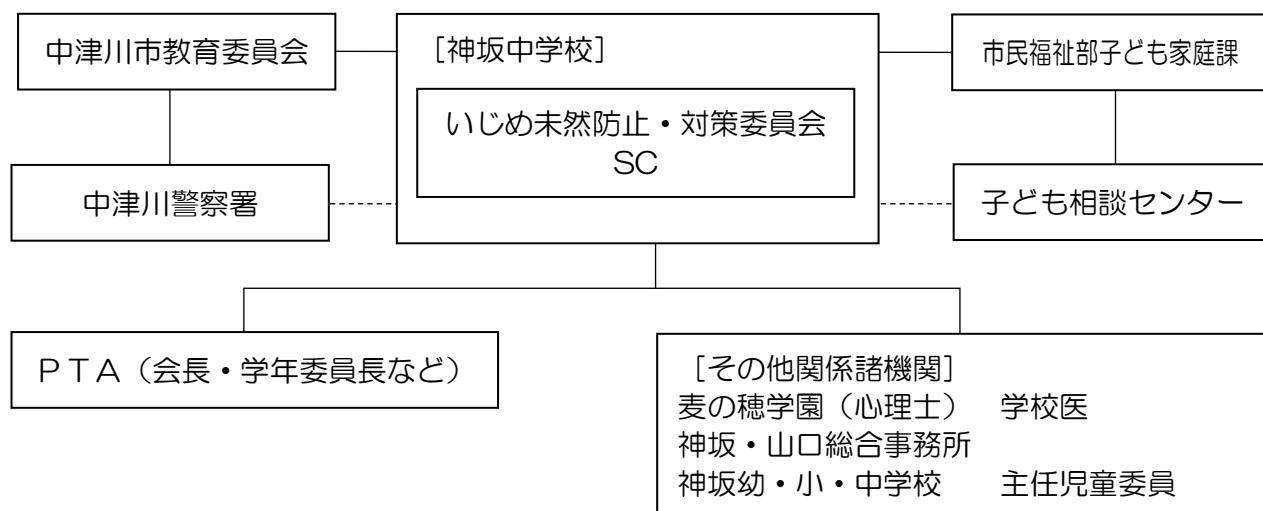 中津川市教育委員会
[神坂中学校]
市民福祉部子ども家庭課
いじめ未然防止・対策委員会
SC
中津川警察署
子ども相談センター
ＰＴＡ（会長・学年委員長など）
[その他関係諸機関]
麦の穂学園（心理士）　学校医
神坂・山口総合事務所
神坂幼・小・中学校　　主任児童委員